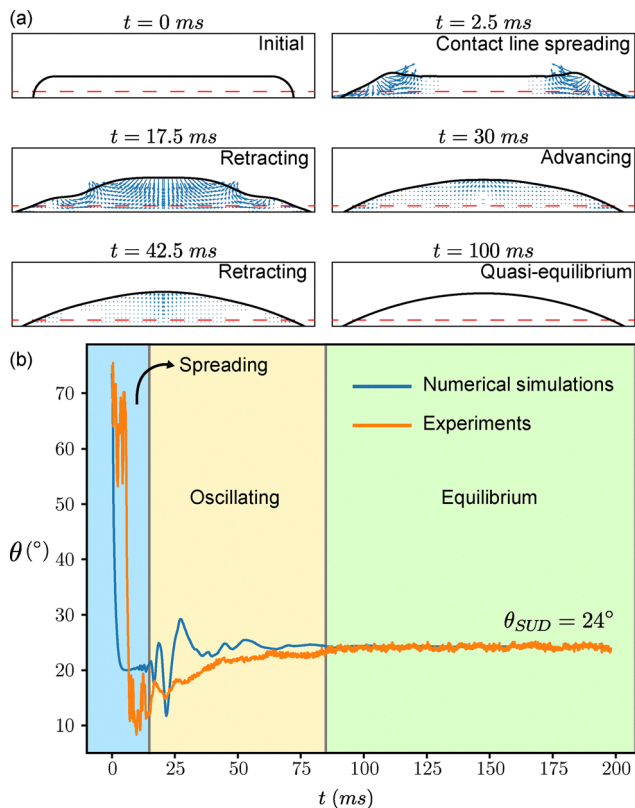 (a)
t = 0 ms
t = 2.5 ms
Initial
Contact line spreading
t = 17.5 ms
t = 30 ms
Retracting
Advancing
t = 42.5 ms
t = 100 ms
Retracting
Quasi-equilibrium
(b)
Spreading
Numerical simulations
Experiments
Oscillating
Equilibrium
θ_SUD = 24°
θ(°)
70
60
50
40
30
20
10
0 25 50 75 100 125 150 175 200
t (ms)